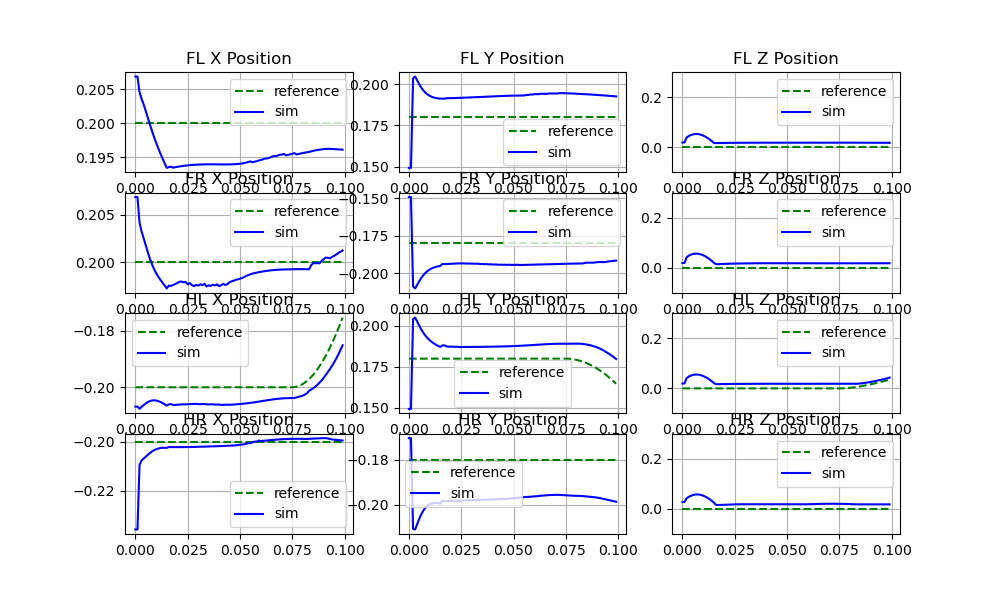 FL X Position
FL Y Position
FL Z Position
0.205
0.200
0.195
reference
sim
0.200
0.175
0.150
reference
sim
0.2
0.0
reference
sim
0.000 0.025 0.050 0.075 0.100
0.000 0.025 0.050 0.075 0.100
0.000 0.025 0.050 0.075 0.100
FR X Position
FR Y Position
FR Z Position
0.205
0.200
reference
sim
−0.150
−0.175
−0.200
reference
sim
0.2
0.0
reference
sim
0.000 0.025 0.050 0.075 0.100
0.000 0.025 0.050 0.075 0.100
0.000 0.025 0.050 0.075 0.100
HL X Position
HL Y Position
HL Z Position
−0.18
−0.20
reference
sim
0.200
0.175
0.150
reference
sim
0.2
0.0
reference
sim
0.000 0.025 0.050 0.075 0.100
0.000 0.025 0.050 0.075 0.100
0.000 0.025 0.050 0.075 0.100
HR X Position
HR Y Position
HR Z Position
−0.20
−0.22
reference
sim
−0.18
−0.20
reference
sim
0.2
0.0
reference
sim
0.000 0.025 0.050 0.075 0.100
0.000 0.025 0.050 0.075 0.100
0.000 0.025 0.050 0.075 0.100